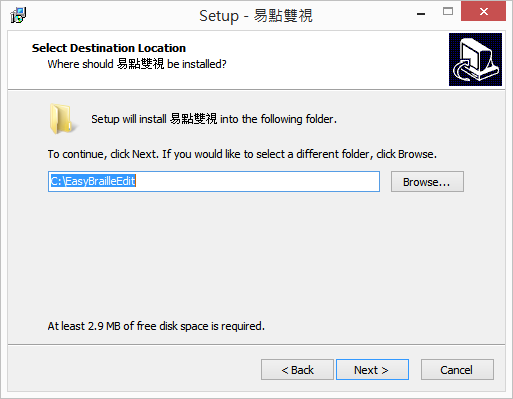 Setup - 易點雙視
Select Destination Location
Where should 易點雙視 be installed?
Setup will install 易點雙視 into the following folder.
To continue, click Next. If you would like to select a different folder, click Browse.
C:\EasyBrailleEdit
Browse...
At least 2.9 MB of free disk space is required.
< Back
Next >
Cancel